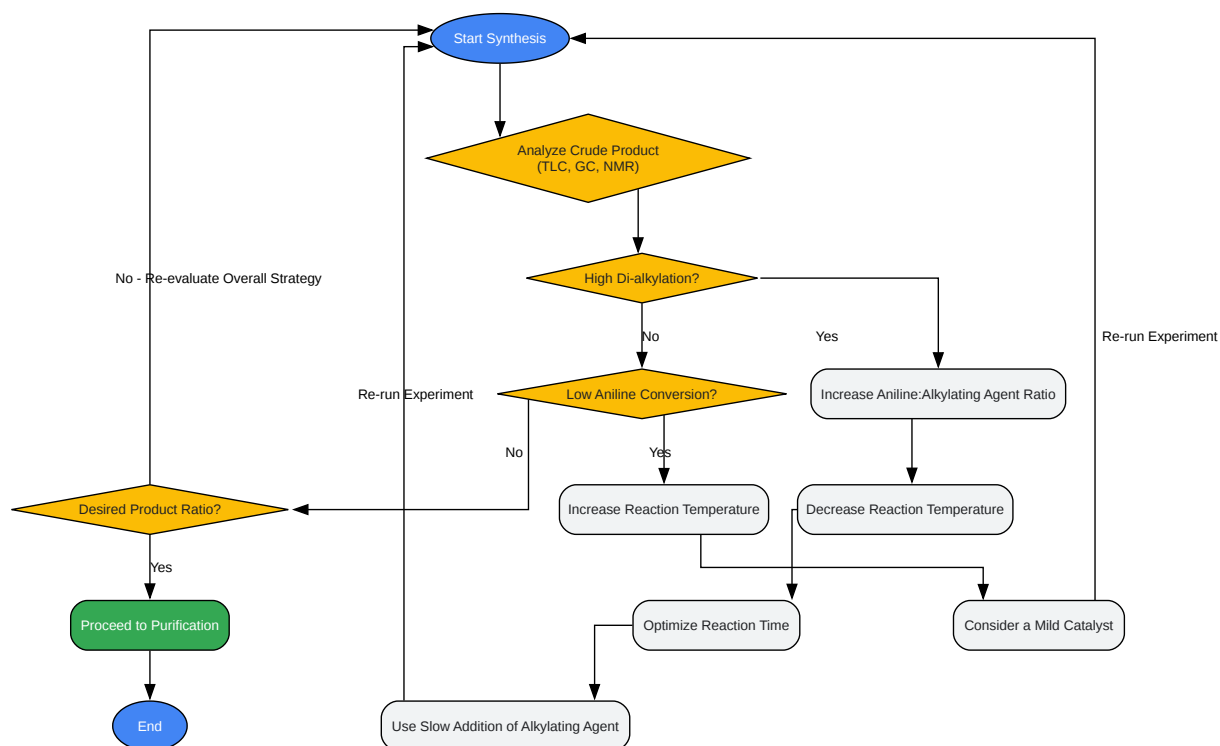 Start Synthesis
Analyze Crude Product
(TLC, GC, NMR)
No - Re-evaluate Overall Strategy
High Di-alkylation?
No
Yes
Re-run Experiment
Re-run Experiment
Low Aniline Conversion?
Increase Aniline:Alkylating Agent Ratio
No
Yes
Desired Product Ratio?
Increase Reaction Temperature
Decrease Reaction Temperature
Yes
Proceed to Purification
Optimize Reaction Time
Consider a Mild Catalyst
End
Use Slow Addition of Alkylating Agent